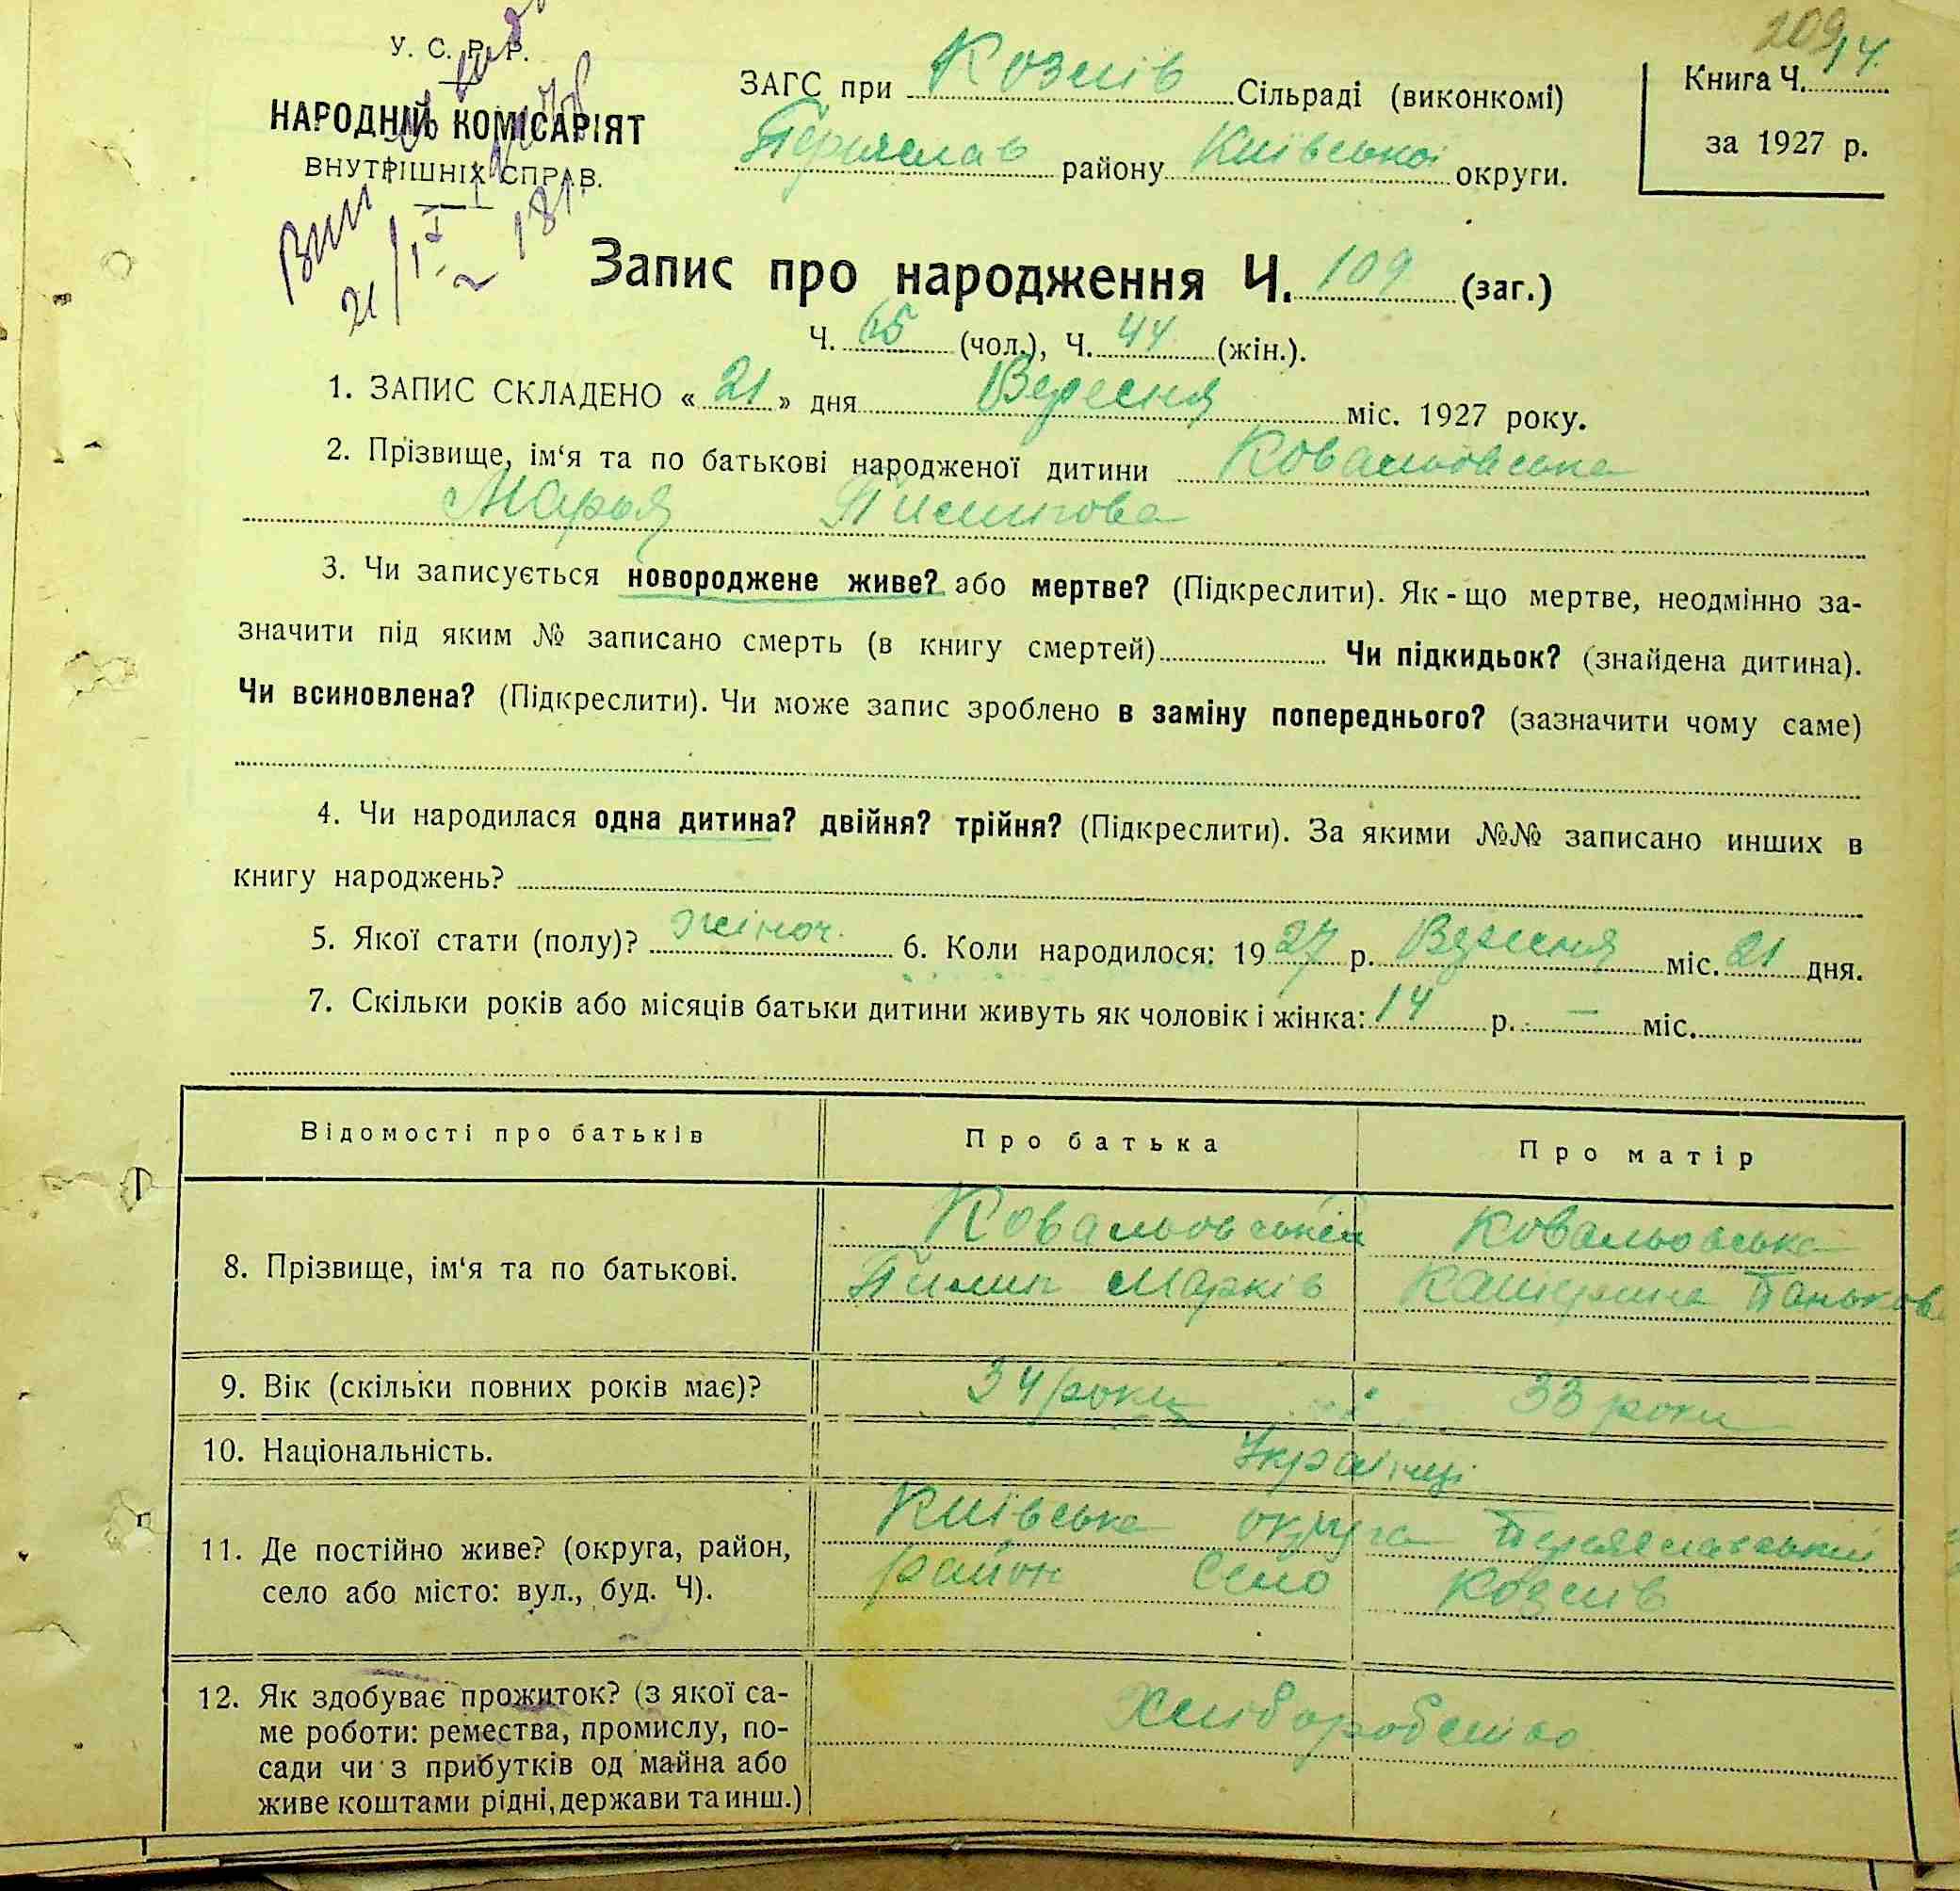 209
У. С. Р. Р.
НАРОДНІЙ КОМІСАРІЯТ
ВНУТРІШНІХ СПРАВ.
21/
ЗАГС при Козлів Сільраді (виконкомі)
Переяслав району Київської округи.
Книга Ч. 14.
за 1927 р.
Запис про народження Ч. 109 (заг.)
Ч. 65 (чол.), Ч. 44 (жін.).
1. ЗАПИС СКЛАДЕНО « 21 » дня Вересня міс. 1927 року.
2. Прізвище, ім‘я та по батькові народженої дитини Ковальовська
Марья Пилипова
3. Чи записується новороджене живе? або мертве? (Підкреслити). Як-що мертве, неодмінно за-
значити під яким № записано смерть (в книгу смертей) Чи підкидьок? (знайдена дитина).
Чи всиновлена? (Підкреслити). Чи може запис зроблено в заміну попереднього? (зазначити чому саме)
4. Чи народилася одна дитина? двійня? трійня? (Підкреслити). За якими №№ записано инших в
книгу народжень?
5. Якої стати (полу)? жіноч. 6. Коли народилося: 1927 р. Вересня міс. 21 дня.
7. Скільки років або місяців батьки дитини живуть як чоловік і жінка: 14 р. — міс.
Відомості про батьків Про батька Про матір
8. Прізвище, ім‘я та по батькові.
Ковальовський Ковальовська
Пилип Марків Катерина Панькова
9. Вік (скільки повних років має)? 34 роки 33 роки
10. Національність. Українці
11. Де постійно живе? (округа, район,
село або місто: вул., буд. Ч).
Київська округа Переяславський
район село Козлів
12. Як здобуває прожиток? (з якої са-
ме роботи: ремества, промислу, по-
сади чи з прибутків од майна або
живе коштами рідні, держави та инш.)
Хліборобство